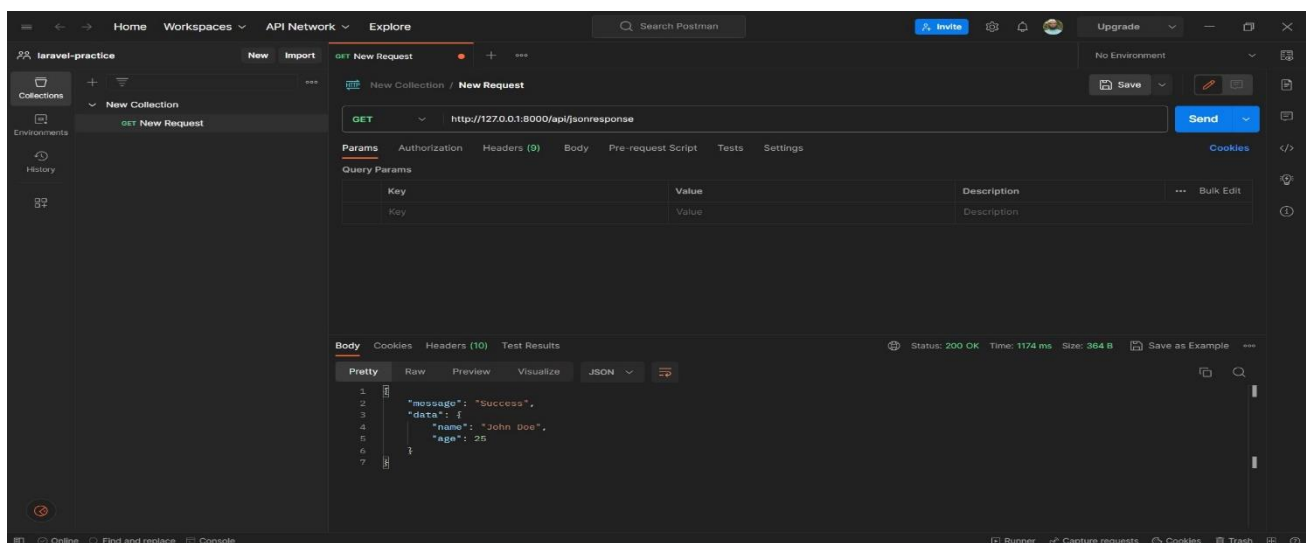 Home Workspaces API Network Explore Search Postman Invite Upgrade
laravel-practice New Import GET New Request No Environment
Collections
New Collection
GET New Request
Environments
History
New Collection / New Request Save
GET http://127.0.0.1:8000/api/jsonresponse Send
Params Authorization Headers (9) Body Pre-request Script Tests Settings Cookies
Query Params
Key Value Description Bulk Edit
Key Value Description
Body Cookies Headers (10) Test Results Status: 200 OK Time: 1174 ms Size: 364 B Save as Example
Pretty Raw Preview Visualize JSON
1 {
2 "message": "Success",
3 "data": {
4 "name": "John Doe",
5 "age": 25
6 }
7 }
Online Find and replace Console Runner Capture requests Cookies Trash